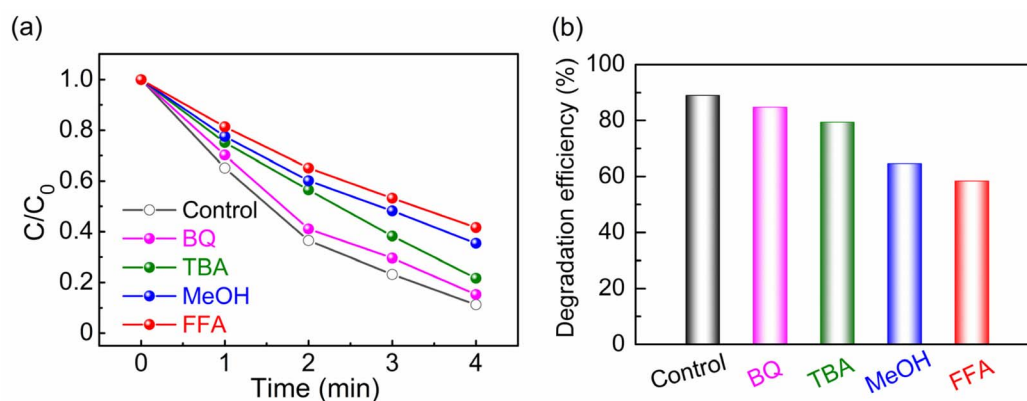 (a)
C/C0
1.0
0.8
0.6
0.4
0.2
0
Control
BQ
TBA
MeOH
FFA
0 1 2 3 4
Time (min)
(b)
Degradation efficiency (%)
100
80
60
40
20
0
Control BQ TBA MeOH FFA